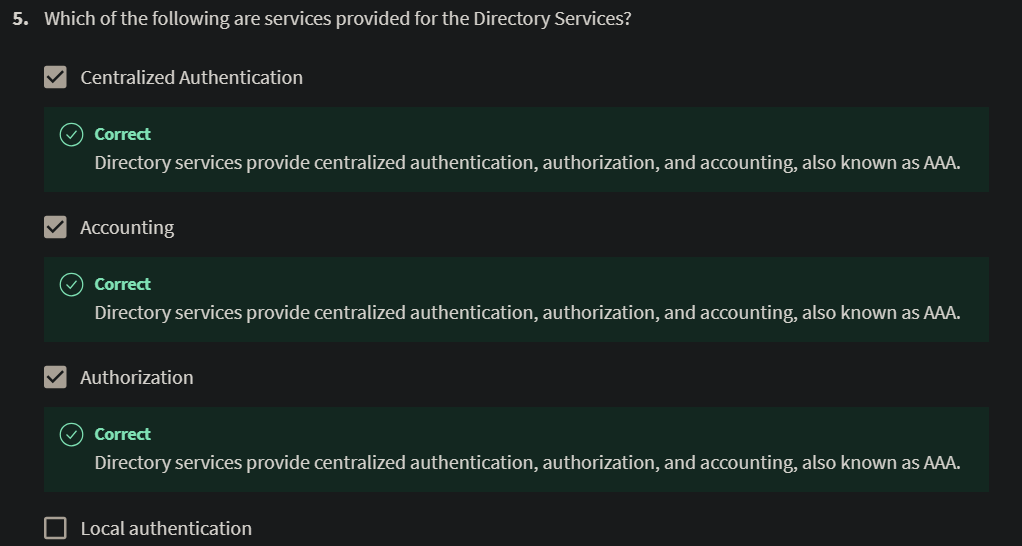 5. Which of the following are services provided for the Directory Services?
Centralized Authentication
Correct
Directory services provide centralized authentication, authorization, and accounting, also known as AAA.
Accounting
Correct
Directory services provide centralized authentication, authorization, and accounting, also known as AAA.
Authorization
Correct
Directory services provide centralized authentication, authorization, and accounting, also known as AAA.
Local authentication